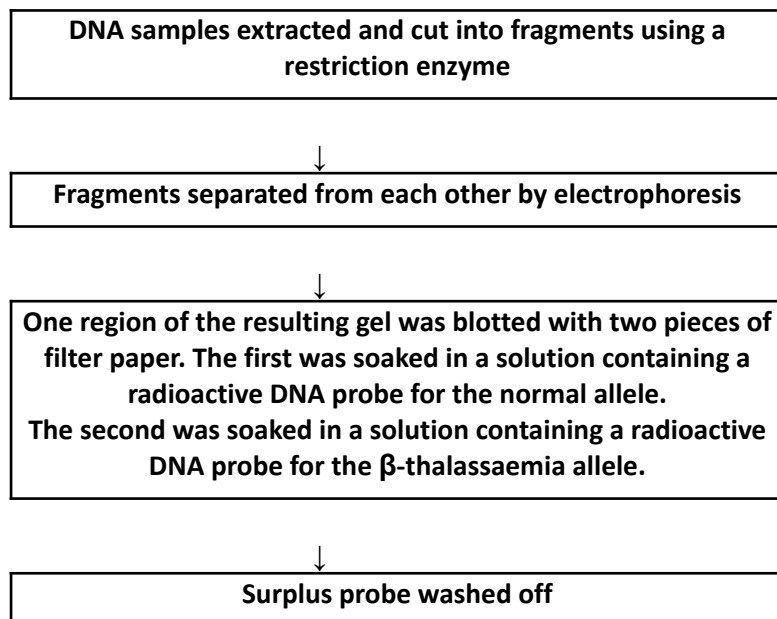 DNA samples extracted and cut into fragments using a
restriction enzyme
↓
Fragments separated from each other by electrophoresis
↓
One region of the resulting gel was blotted with two pieces of
filter paper. The first was soaked in a solution containing a
radioactive DNA probe for the normal allele.
The second was soaked in a solution containing a radioactive
DNA probe for the β-thalassaemia allele.
↓
Surplus probe washed off